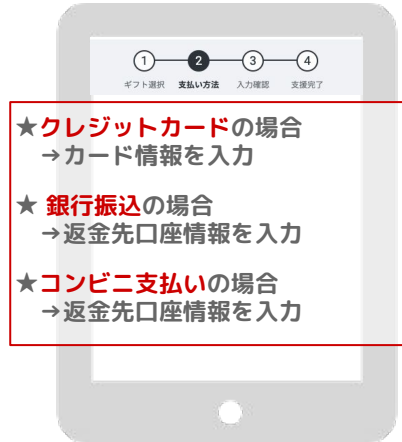 1 2 3 4
ギフト選択 支払い方法 入力確認 支援完了
★クレジットカードの場合
→カード情報を入力
★ 銀行振込の場合
→返金先口座情報を入力
★コンビニ支払いの場合
→返金先口座情報を入力